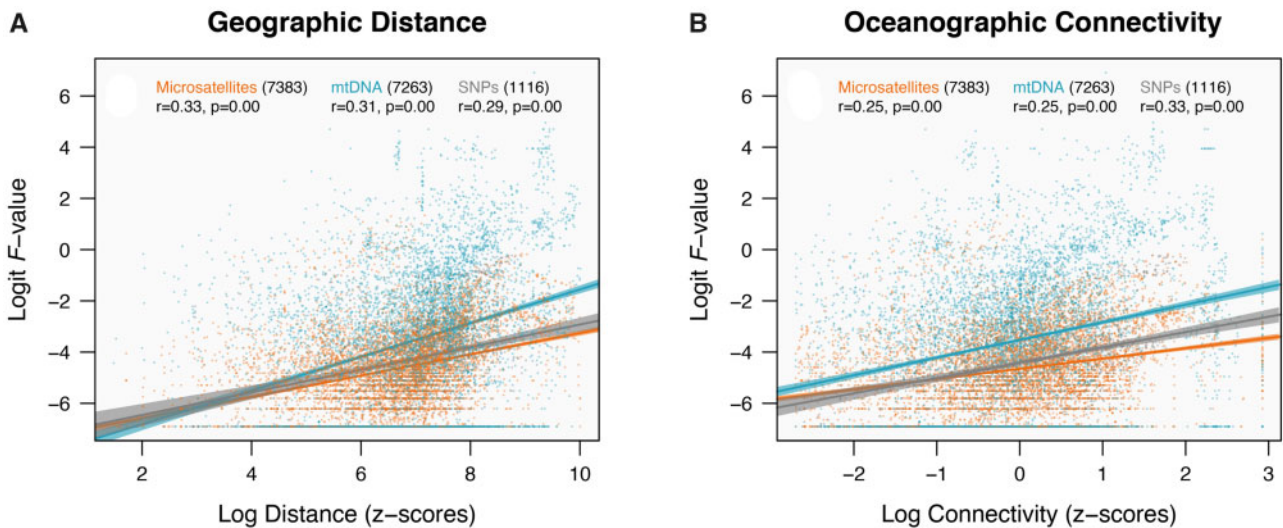 A Geographic Distance
Microsatellites (7383) mtDNA (7263) SNPs (1116)
r=0.33, p=0.00 r=0.31, p=0.00 r=0.29, p=0.00
Logit F-value
6
4
2
0
−2
−4
−6
2 4 6 8 10
Log Distance (z-scores)
B Oceanographic Connectivity
Microsatellites (7383) mtDNA (7263) SNPs (1116)
r=0.25, p=0.00 r=0.25, p=0.00 r=0.33, p=0.00
Logit F-value
6
4
2
0
−2
−4
−6
−2 −1 0 1 2 3
Log Connectivity (z-scores)